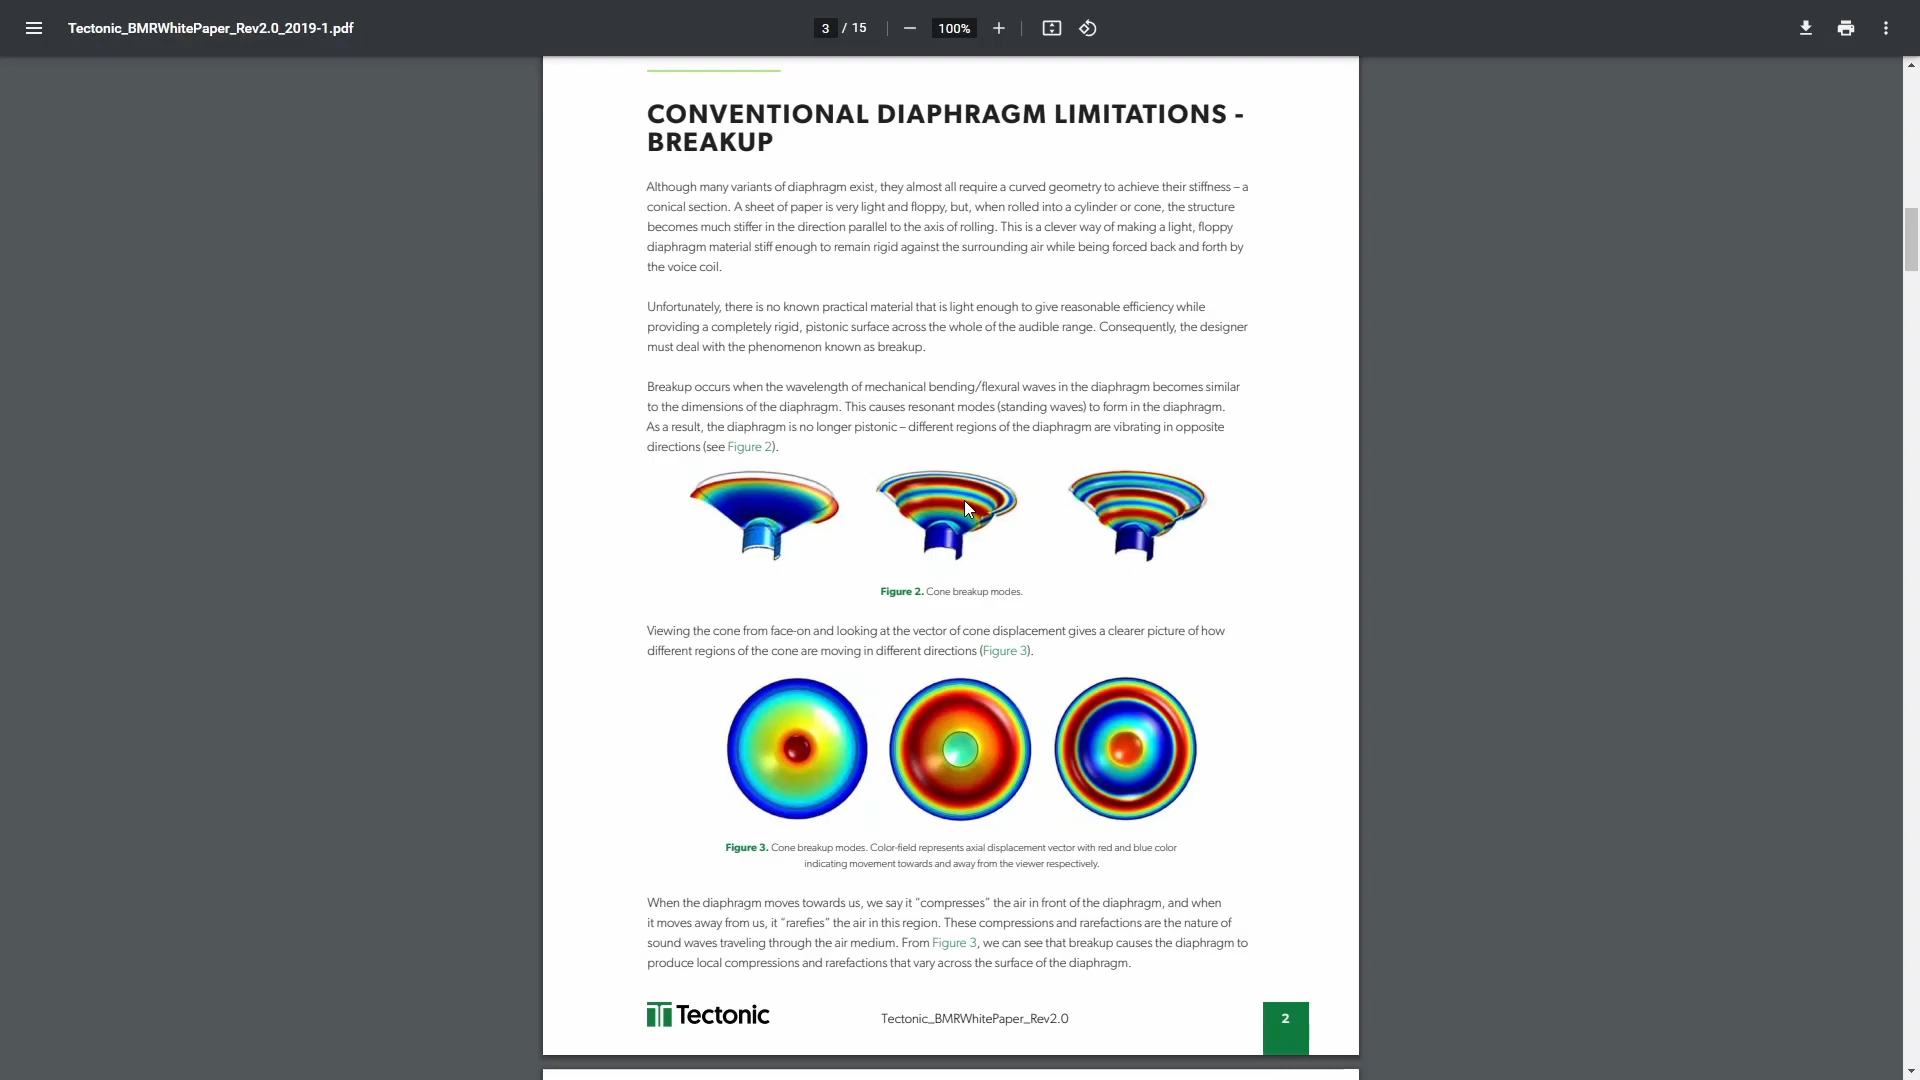 Tectonic_BMRWhitePaper_Rev2.0_2019-1.pdf
3 / 15
100%
CONVENTIONAL DIAPHRAGM LIMITATIONS -
BREAKUP
Although many variants of diaphragm exist, they almost all require a curved geometry to achieve their stiffness – a
conical section. A sheet of paper is very light and floppy, but, when rolled into a cylinder or cone, the structure
becomes much stiffer in the direction parallel to the axis of rolling. This is a clever way of making a light, floppy
diaphragm material stiff enough to remain rigid against the surrounding air while being forced back and forth by
the voice coil.
Unfortunately, there is no known practical material that is light enough to give reasonable efficiency while
providing a completely rigid, pistonic surface across the whole of the audible range. Consequently, the designer
must deal with the phenomenon known as breakup.
Breakup occurs when the wavelength of mechanical bending/flexural waves in the diaphragm becomes similar
to the dimensions of the diaphragm. This causes resonant modes (standing waves) to form in the diaphragm.
As a result, the diaphragm is no longer pistonic – different regions of the diaphragm are vibrating in opposite
directions (see Figure 2).
Figure 2. Cone breakup modes.
Viewing the cone from face-on and looking at the vector of cone displacement gives a clearer picture of how
different regions of the cone are moving in different directions (Figure 3).
Figure 3. Cone breakup modes. Color-field represents axial displacement vector with red and blue color
indicating movement towards and away from the viewer respectively.
When the diaphragm moves towards us, we say it “compresses” the air in front of the diaphragm, and when
it moves away from us, it “rarefies” the air in this region. These compressions and rarefactions are the nature of
sound waves traveling through the air medium. From Figure 3, we can see that breakup causes the diaphragm to
produce local compressions and rarefactions that vary across the surface of the diaphragm.
Tectonic
Tectonic_BMRWhitePaper_Rev2.0
2